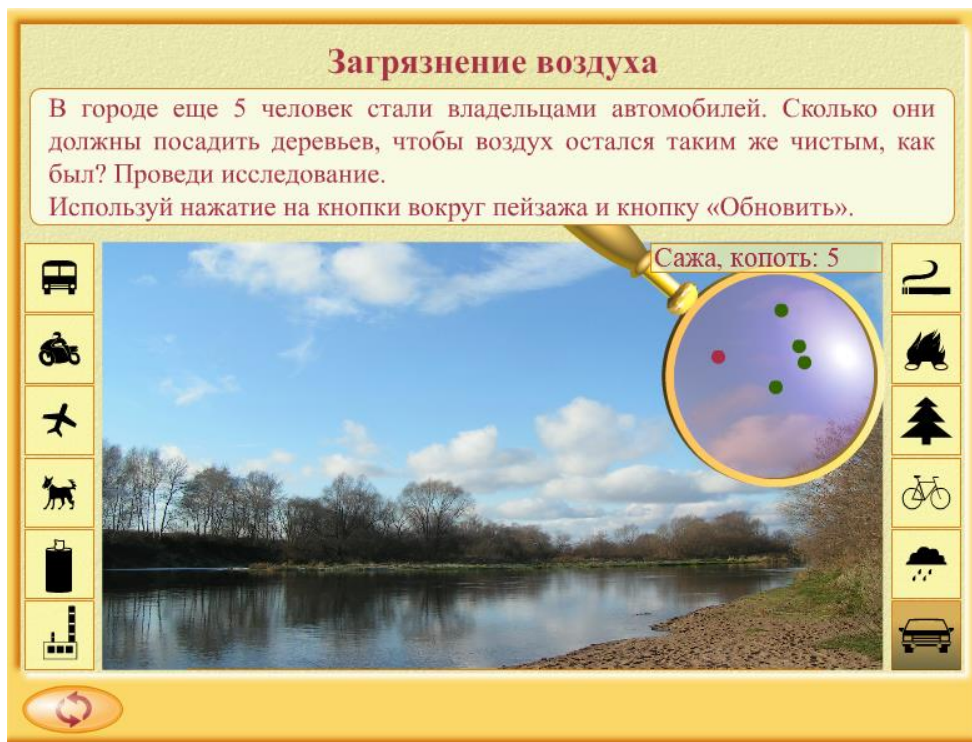 Загрязнение воздуха
В городе еще 5 человек стали владельцами автомобилей. Сколько они
должны посадить деревьев, чтобы воздух остался таким же чистым, как
был? Проведи исследование.
Используй нажатие на кнопки вокруг пейзажа и кнопку «Обновить».
Сажа, копоть: 5